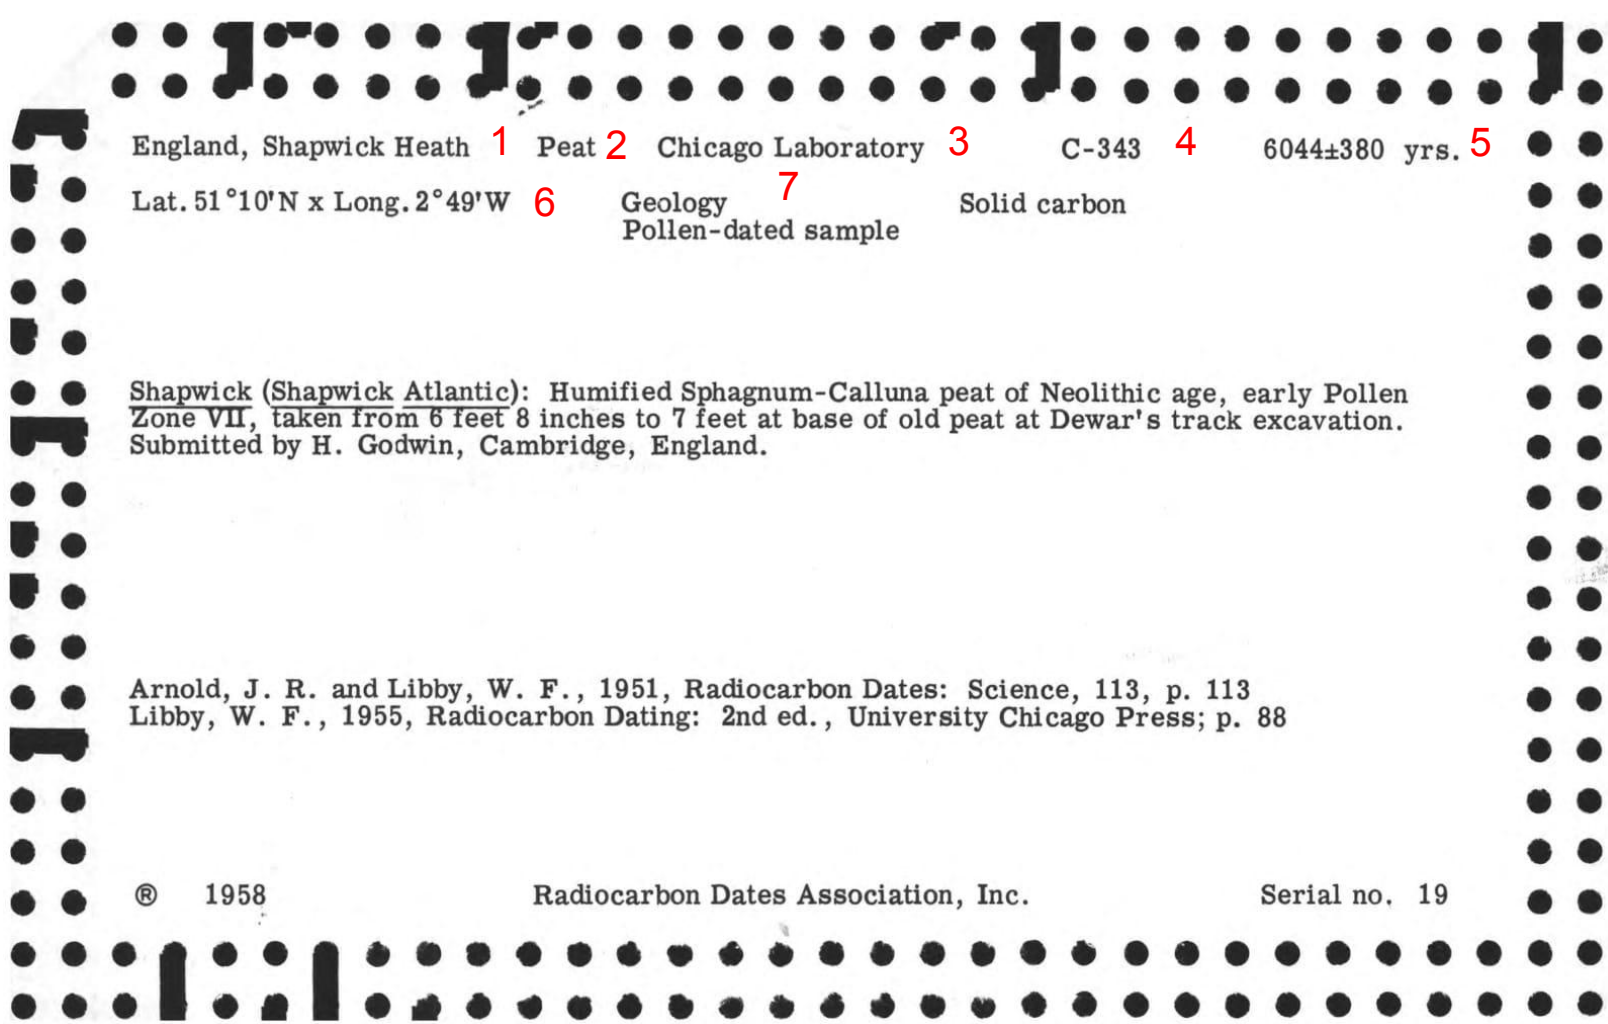 England, Shapwick Heath 1 Peat 2 Chicago Laboratory 3 C-343 4 6044±380 yrs. 5
Lat. 51°10'N x Long. 2°49'W 6 Geology 7 Solid carbon
Pollen-dated sample
Shapwick (Shapwick Atlantic): Humified Sphagnum-Calluna peat of Neolithic age, early Pollen
Zone VII, taken from 6 feet 8 inches to 7 feet at base of old peat at Dewar's track excavation.
Submitted by H. Godwin, Cambridge, England.
Arnold, J. R. and Libby, W. F., 1951, Radiocarbon Dates: Science, 113, p. 113
Libby, W. F., 1955, Radiocarbon Dating: 2nd ed., University Chicago Press; p. 88
® 1958 Radiocarbon Dates Association, Inc. Serial no. 19